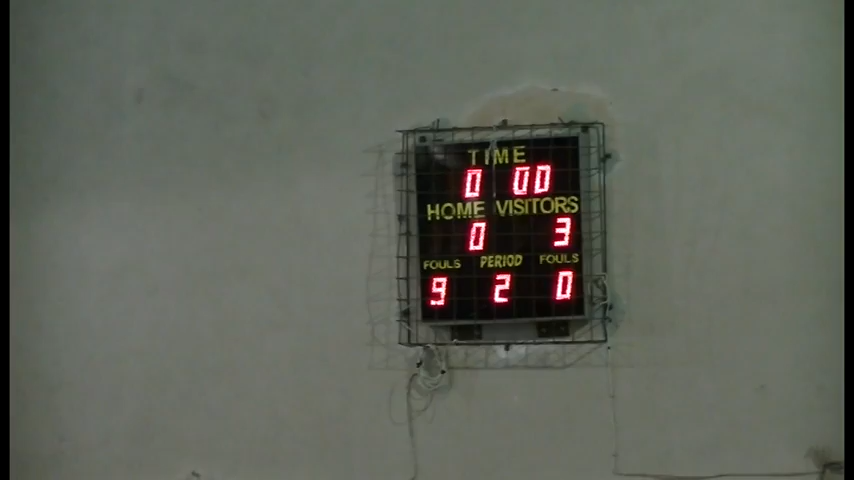 TIME
0 00
HOME VISITORS
0 3
FOULS PERIOD FOULS
9 2 0